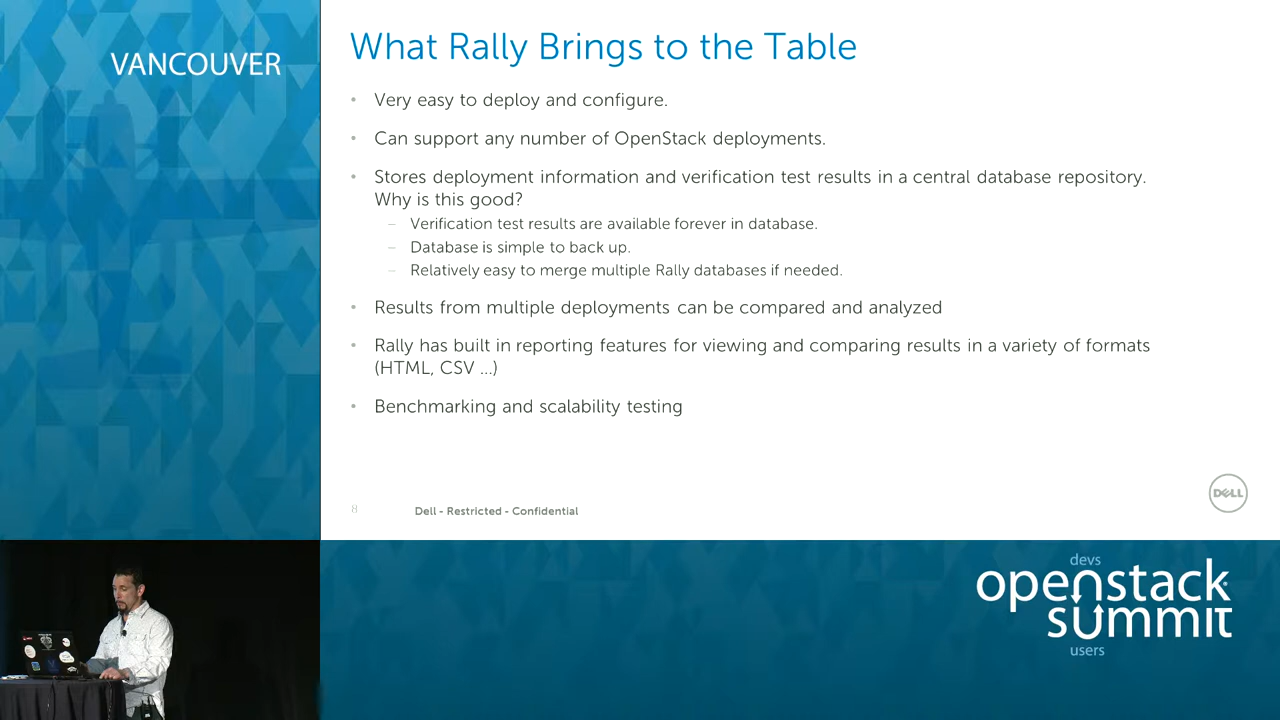 VANCOUVER
What Rally Brings to the Table
• Very easy to deploy and configure.
• Can support any number of OpenStack deployments.
• Stores deployment information and verification test results in a central database repository.
Why is this good?
– Verification test results are available forever in database.
– Database is simple to back up.
– Relatively easy to merge multiple Rally databases if needed.
• Results from multiple deployments can be compared and analyzed
• Rally has built in reporting features for viewing and comparing results in a variety of formats
(HTML, CSV ...)
• Benchmarking and scalability testing
DELL
8 Dell - Restricted - Confidential
devs
openstack
summit
users